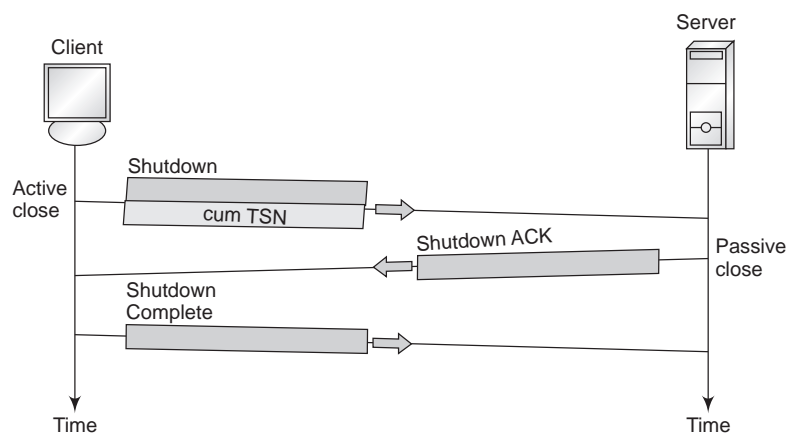 Client
Server
Shutdown
Active
close
cum TSN
Shutdown ACK
Passive
close
Shutdown
Complete
Time
Time